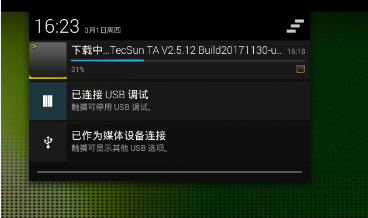 16:23 3月1日周四
下载中...TecSun TA V2.5.12 Build20171130-u.. 16:18
31%
已连接 USB 调试
触摸可停用 USB 调试。
已作为媒体设备连接
触摸可显示其他 USB 选项。